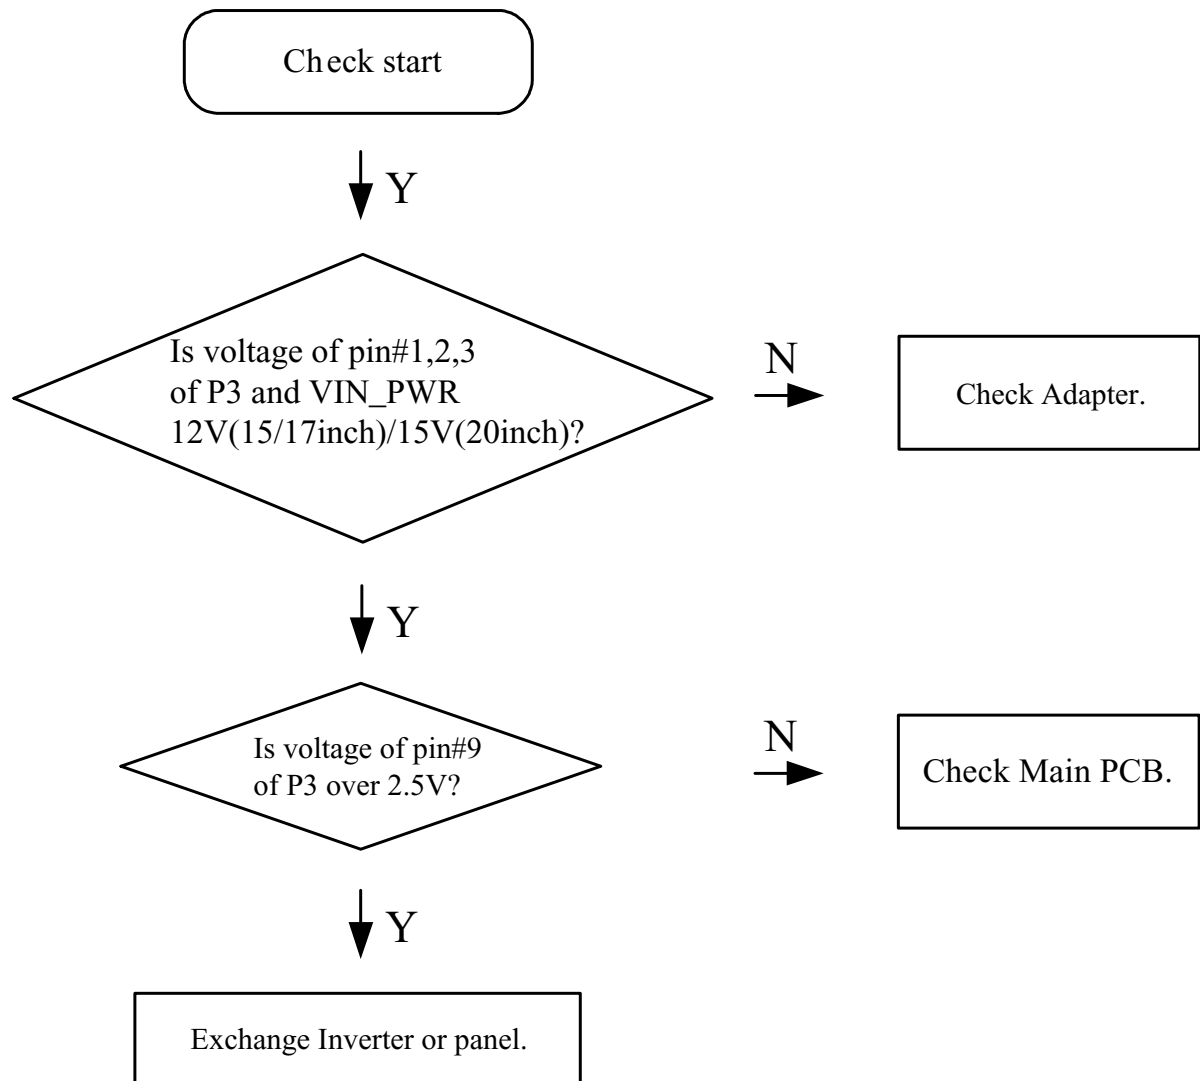 Check start
Y
Is voltage of pin#1,2,3
of P3 and VIN_PWR
12V(15/17inch)/15V(20inch)?
N
Check Adapter.
Y
Is voltage of pin#9
of P3 over 2.5V?
N
Check Main PCB.
Y
Exchange Inverter or panel.